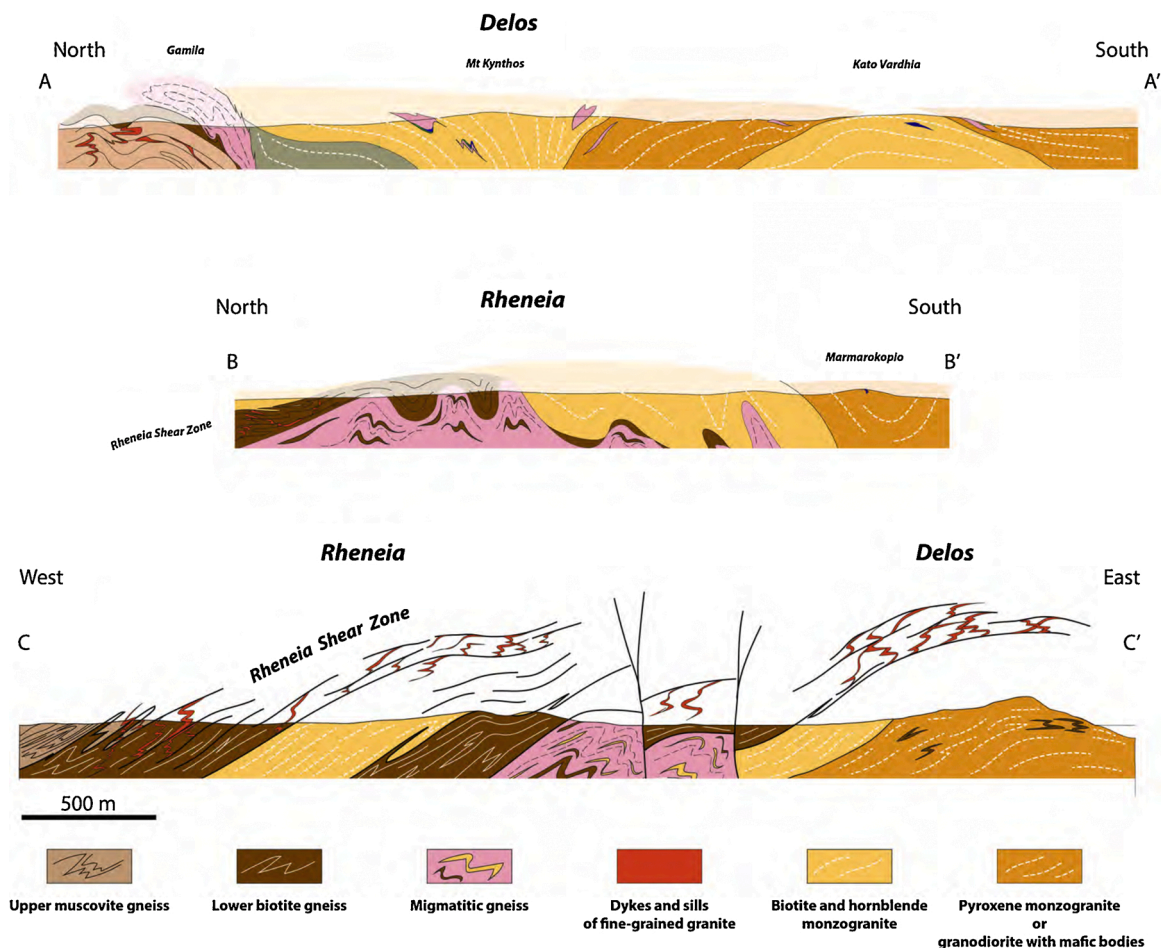 Delos
North
Gamila
Mt Kynthos
Kato Vardhia
South
A
A'
Rheneia
North
South
B
Marmarokopio
B'
Rheneia Shear Zone
Rheneia
Delos
West
East
Rheneia Shear Zone
C
C'
500 m
Upper muscovite gneiss
Lower biotite gneiss
Migmatitic gneiss
Dykes and sills
of fine-grained granite
Biotite and hornblende
monzogranite
Pyroxene monzogranite
or
granodiorite with mafic bodies